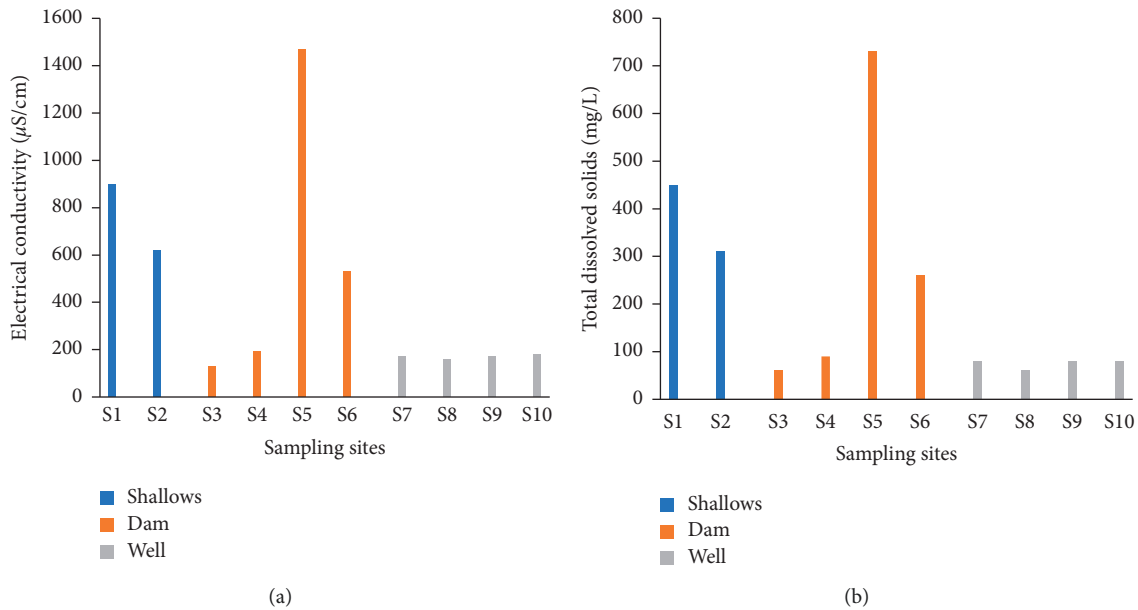 1600
1400
1200
1000
800
600
400
200
0
Electrical conductivity (μS/cm)
S1 S2 S3 S4 S5 S6 S7 S8 S9 S10
Sampling sites
Shallows
Dam
Well
(a)
800
700
600
500
400
300
200
100
0
Total dissolved solids (mg/L)
S1 S2 S3 S4 S5 S6 S7 S8 S9 S10
Sampling sites
Shallows
Dam
Well
(b)